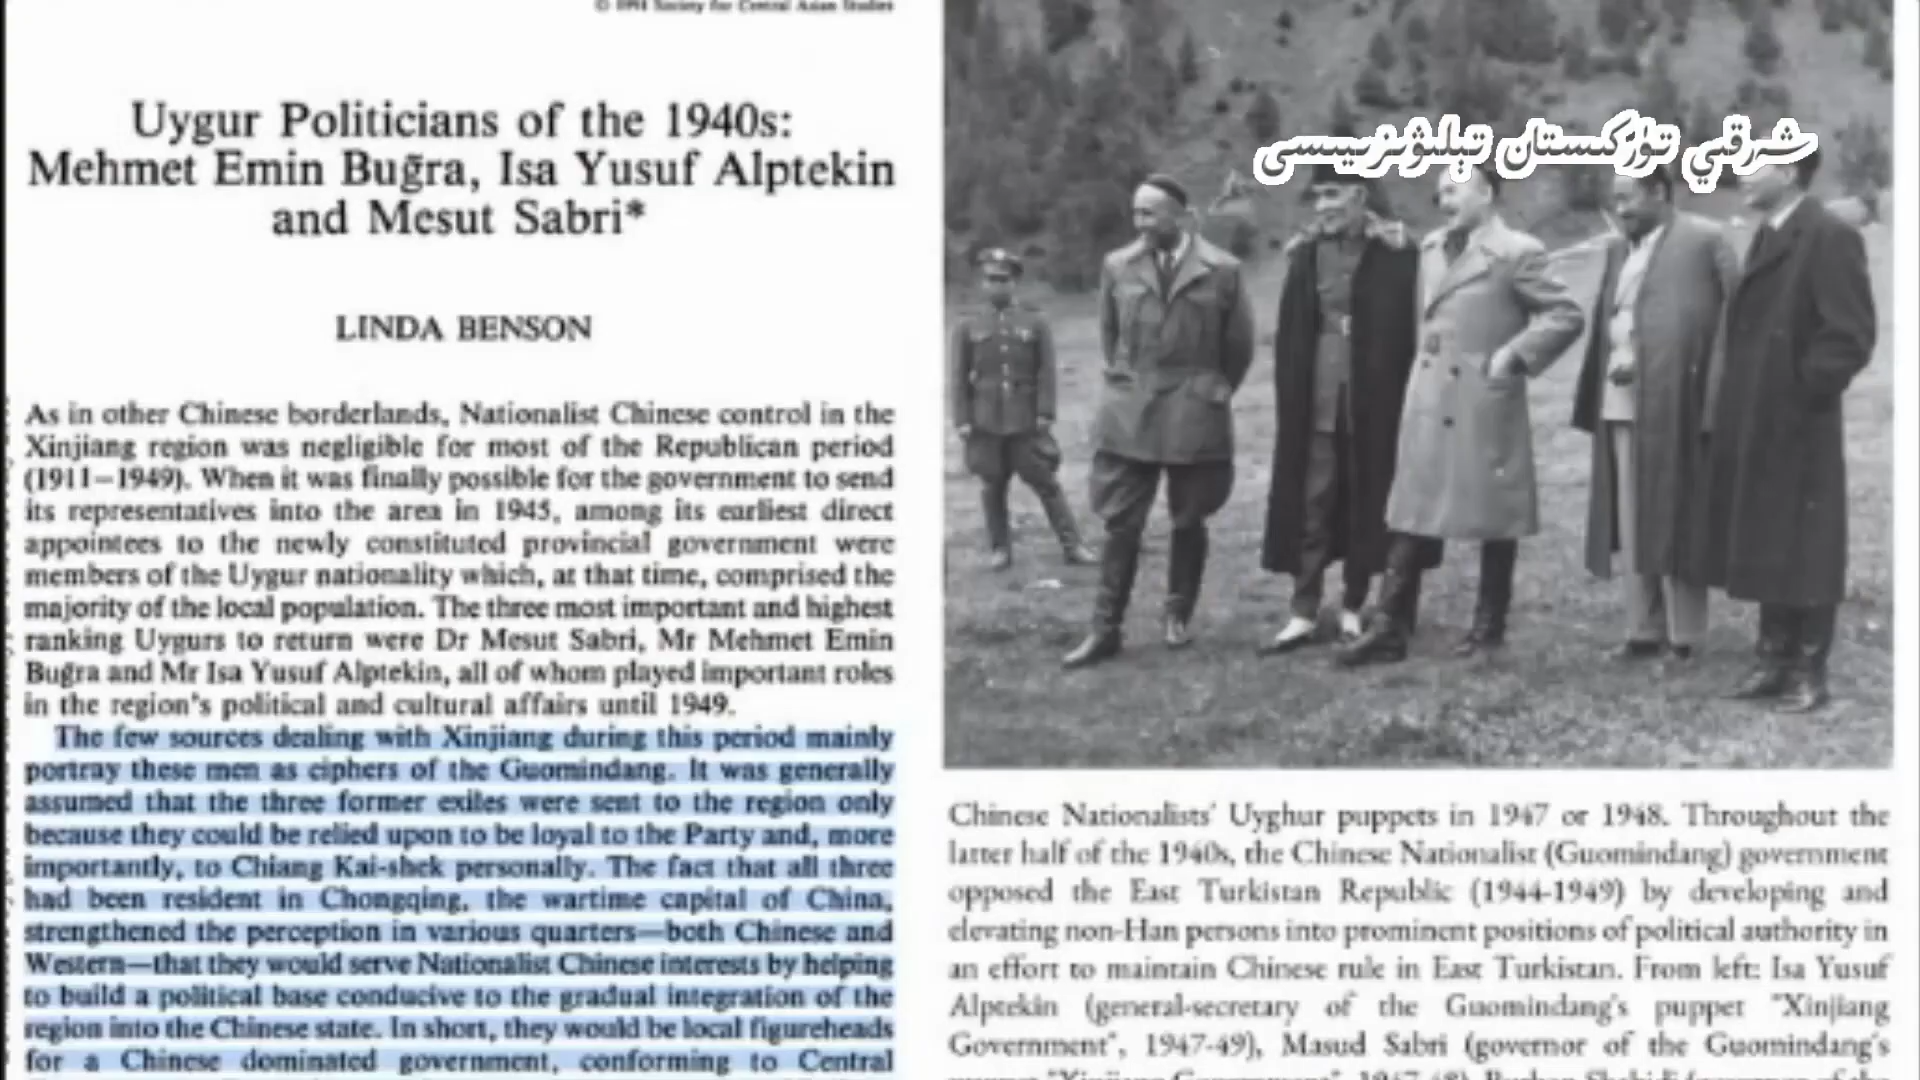 © 1991 Society for Central Asian Studies
Uygur Politicians of the 1940s:
Mehmet Emin Buğra, Isa Yusuf Alptekin
and Mesut Sabri*
LINDA BENSON
As in other Chinese borderlands, Nationalist Chinese control in the
Xinjiang region was negligible for most of the Republican period
(1911–1949). When it was finally possible for the government to send
its representatives into the area in 1945, among its earliest direct
appointees to the newly constituted provincial government were
members of the Uygur nationality which, at that time, comprised the
majority of the local population. The three most important and highest
ranking Uygurs to return were Dr Mesut Sabri, Mr Mehmet Emin
Buğra and Mr Isa Yusuf Alptekin, all of whom played important roles
in the region's political and cultural affairs until 1949.
The few sources dealing with Xinjiang during this period mainly
portray these men as ciphers of the Guomindang. It was generally
assumed that the three former exiles were sent to the region only
because they could be relied upon to be loyal to the Party and, more
importantly, to Chiang Kai-shek personally. The fact that all three
had been resident in Chongqing, the wartime capital of China,
strengthened the perception in various quarters—both Chinese and
Western—that they would serve Nationalist Chinese interests by helping
to build a political base conducive to the gradual integration of the
region into the Chinese state. In short, they would be local figureheads
for a Chinese dominated government, conforming to Central
شەرقىي تۈركىستان تېلېۋىزىيىسى
Chinese Nationalists' Uyghur puppets in 1947 or 1948. Throughout the
latter half of the 1940s, the Chinese Nationalist (Guomindang) government
opposed the East Turkistan Republic (1944-1949) by developing and
elevating non-Han persons into prominent positions of political authority in
an effort to maintain Chinese rule in East Turkistan. From left: Isa Yusuf
Alptekin (general-secretary of the Guomindang's puppet "Xinjiang
Government", 1947-49), Masud Sabri (governor of the Guomindang's